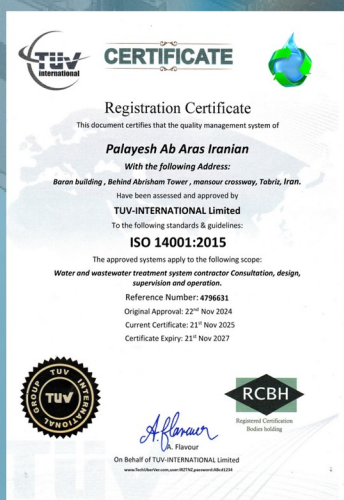 TÜV
International
CERTIFICATE
Registration Certificate
This document certifies that the quality management system of
Palayesh Ab Aras Iranian
With the following Address:
Baran building , Behind Abrisham Tower , mansour crossway, Tabriz, Iran.
Have been assessed and approved by
TUV-INTERNATIONAL Limited
To the following standards & guidelines:
ISO 14001:2015
The approved systems apply to the following scope:
Water and wastewater treatment system contractor Consultation, design,
supervision and operation.
Reference Number: 4796631
Original Approval: 22nd Nov 2024
Current Certificate: 21st Nov 2025
Certificate Expiry: 21st Nov 2027
TUV INTERNATIONAL GROUP
TUV
RCBH
Registered Certification
Bodies holding
A. Flavour
A. Flavour
On Behalf of TUV-INTERNATIONAL Limited